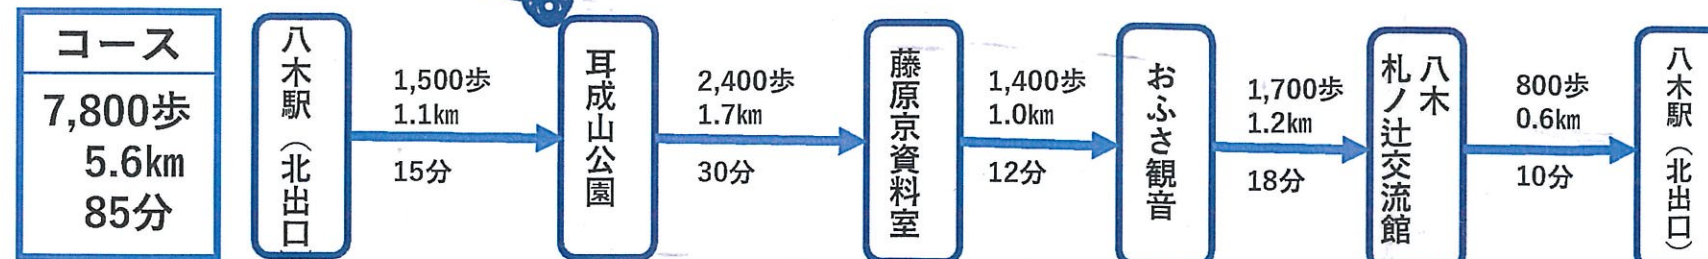 コース
7,800歩
5.6㎞
85分
八木駅（北出口）
1,500歩
1.1㎞
15分
耳成山公園
2,400歩
1.7㎞
30分
藤原京資料室
1,400歩
1.0㎞
12分
おふさ観音
1,700歩
1.2㎞
18分
八木
札ノ辻交流館
800歩
0.6㎞
10分
八木駅（北出口）